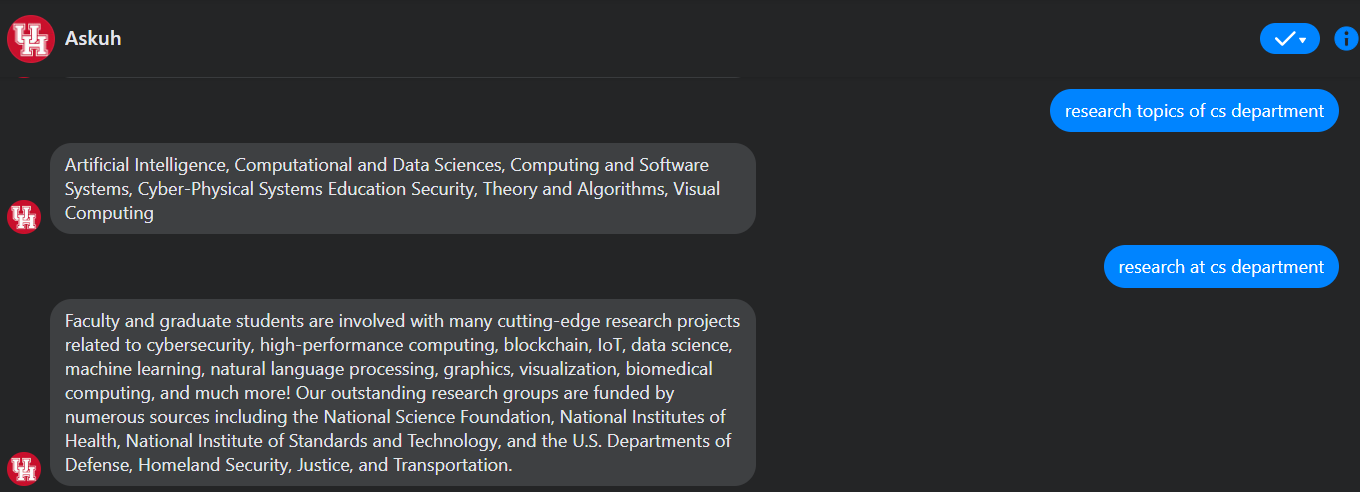 UH
Askuh
research topics of cs department
Artificial Intelligence, Computational and Data Sciences, Computing and Software
Systems, Cyber-Physical Systems Education Security, Theory and Algorithms, Visual
Computing
UH
research at cs department
Faculty and graduate students are involved with many cutting-edge research projects
related to cybersecurity, high-performance computing, blockchain, IoT, data science,
machine learning, natural language processing, graphics, visualization, biomedical
computing, and much more! Our outstanding research groups are funded by
numerous sources including the National Science Foundation, National Institutes of
Health, National Institute of Standards and Technology, and the U.S. Departments of
Defense, Homeland Security, Justice, and Transportation.
UH